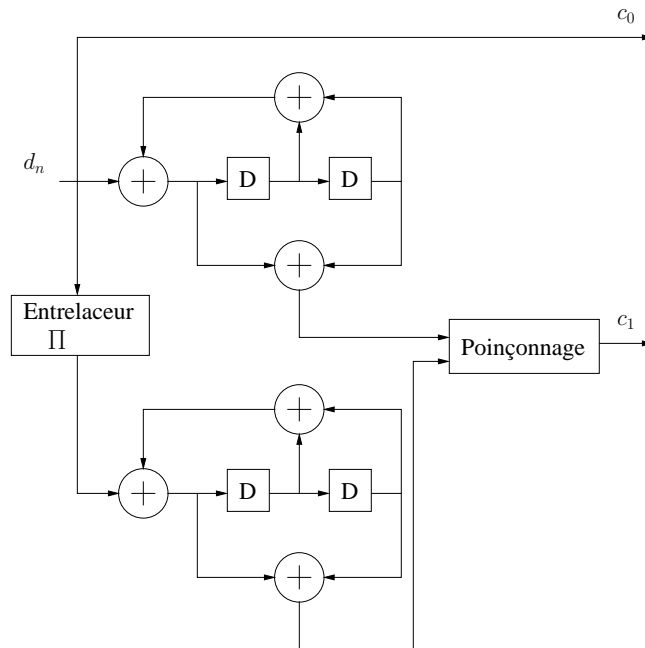 c₀
dₙ
D
D
Entrelaceur
∏
c₁
Poinçonnage
D
D